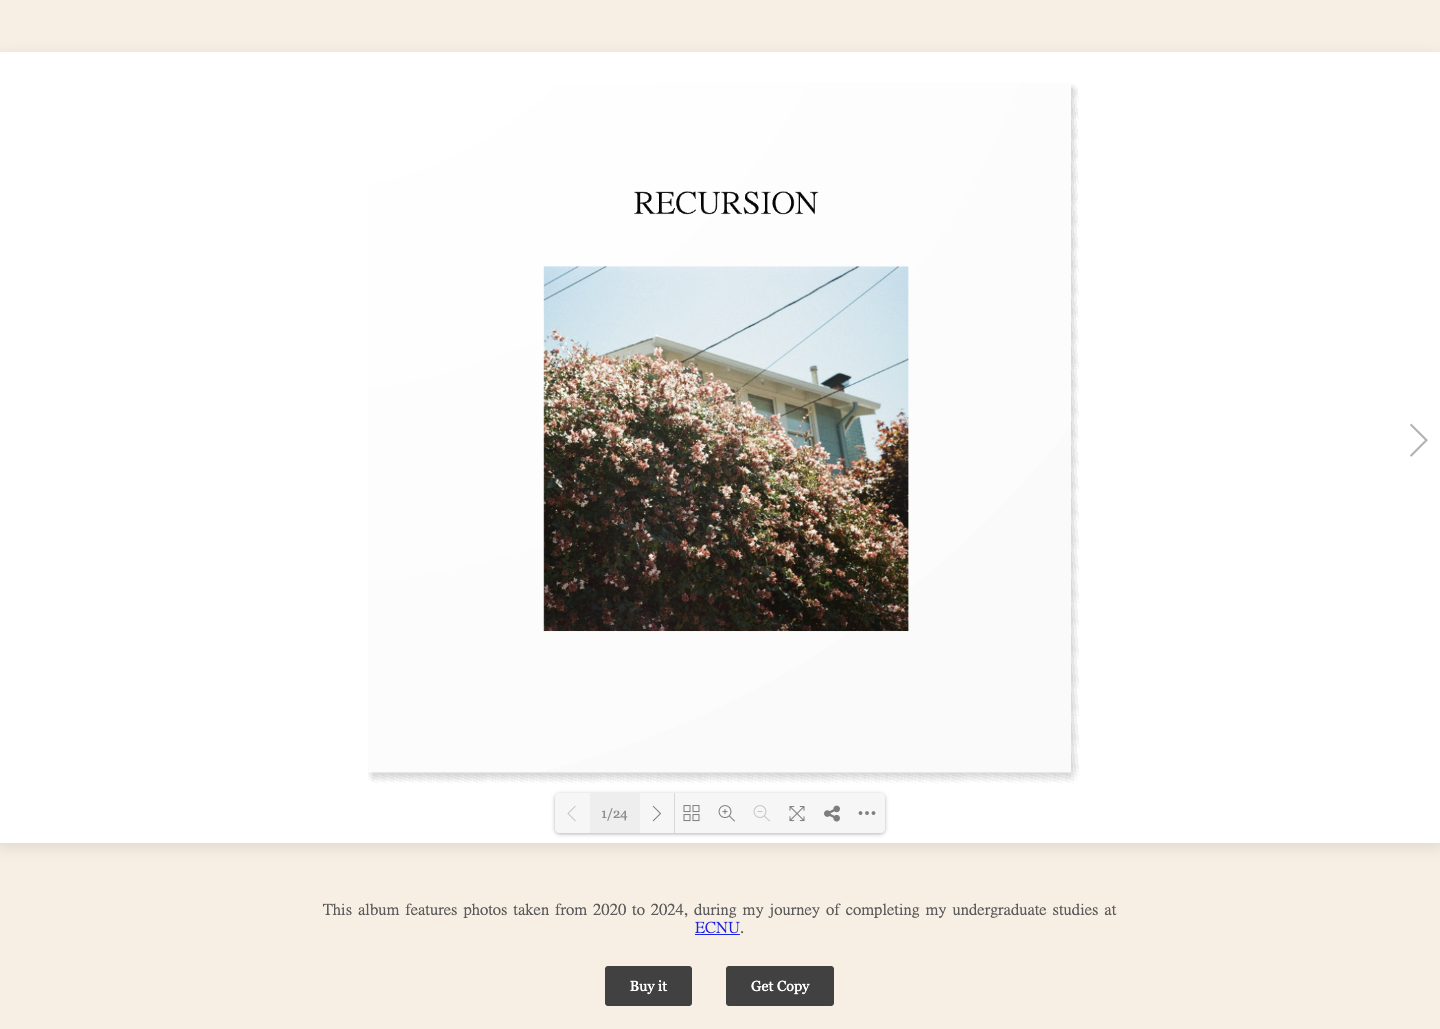 RECURSION
1/24
This album features photos taken from 2020 to 2024, during my journey of completing my undergraduate studies at
ECNU.
Buy it
Get Copy